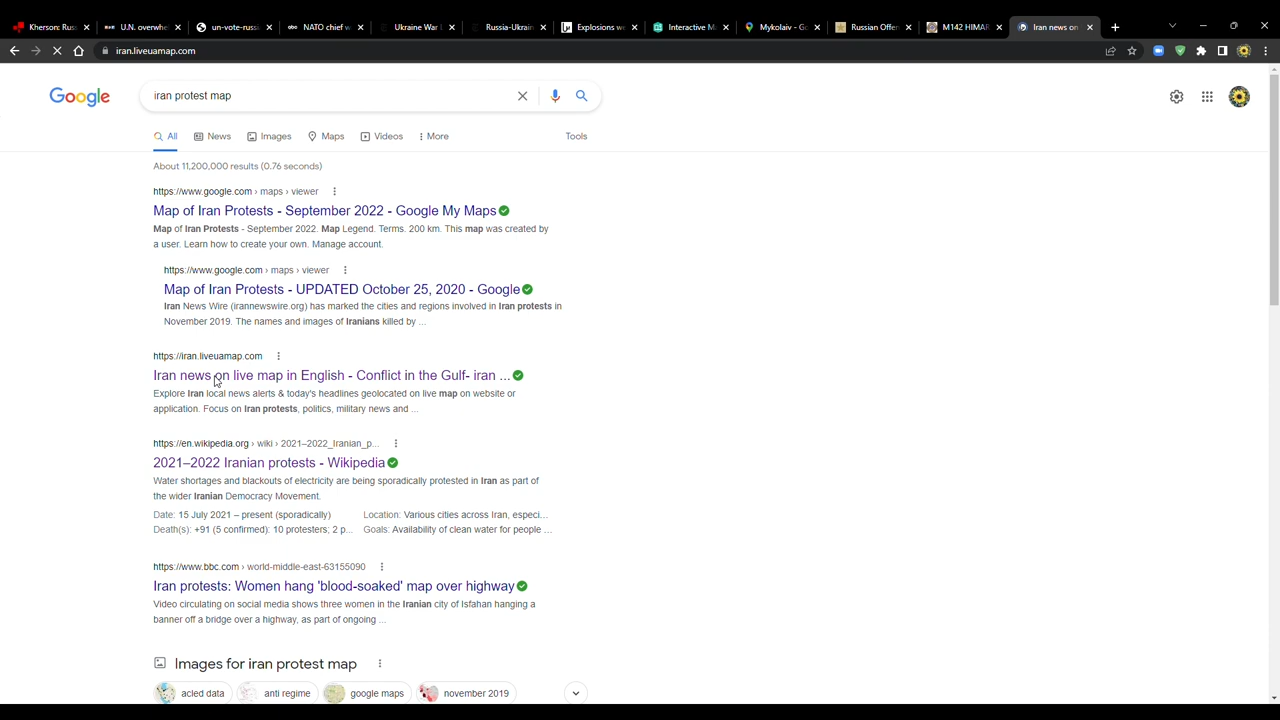 Kherson: Rus
U.N. overwhe
un-vote-russi
NATO chief w
Ukraine War
Russia-Ukrain
Explosions we
Interactive M
Mykolaiv - Go
Russian Offen
M142 HIMAR
Iran news on
iran.liveuamap.com
Google
iran protest map
All
News
Images
Maps
Videos
More
Tools
About 11,200,000 results (0.76 seconds)
https://www.google.com › maps › viewer
Map of Iran Protests - September 2022 - Google My Maps
Map of Iran Protests - September 2022. Map Legend. Terms. 200 km. This map was created by
a user. Learn how to create your own. Manage account.
https://www.google.com › maps › viewer
Map of Iran Protests - UPDATED October 25, 2020 - Google
Iran News Wire (irannewswire.org) has marked the cities and regions involved in Iran protests in
November 2019. The names and images of Iranians killed by ...
https://iran.liveuamap.com
Iran news on live map in English - Conflict in the Gulf- iran ...
Explore Iran local news alerts & today's headlines geolocated on live map on website or
application. Focus on Iran protests, politics, military news and ...
https://en.wikipedia.org › wiki › 2021–2022_Iranian_p...
2021–2022 Iranian protests - Wikipedia
Water shortages and blackouts of electricity are being sporadically protested in Iran as part of
the wider Iranian Democracy Movement.
Date: 15 July 2021 – present (sporadically) Location: Various cities across Iran, especi...
Death(s): +91 (5 confirmed): 10 protesters; 2 p... Goals: Availability of clean water for people ...
https://www.bbc.com › world-middle-east-63155090
Iran protests: Women hang 'blood-soaked' map over highway
Video circulating on social media shows three women in the Iranian city of Isfahan hanging a
banner off a bridge over a highway, as part of ongoing ...
Images for iran protest map
acled data
anti regime
google maps
november 2019